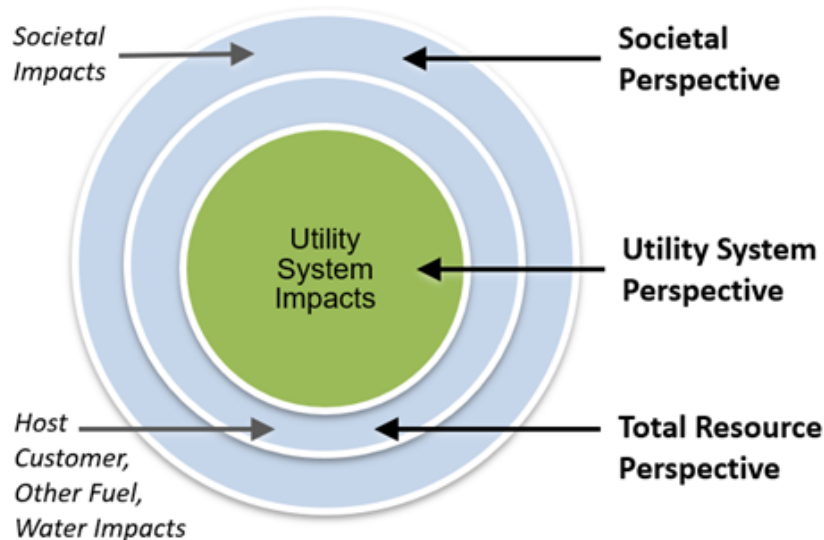 Societal
Impacts
Societal
Perspective
Utility
System
Impacts
Utility System
Perspective
Host
Customer,
Other Fuel,
Water Impacts
Total Resource
Perspective